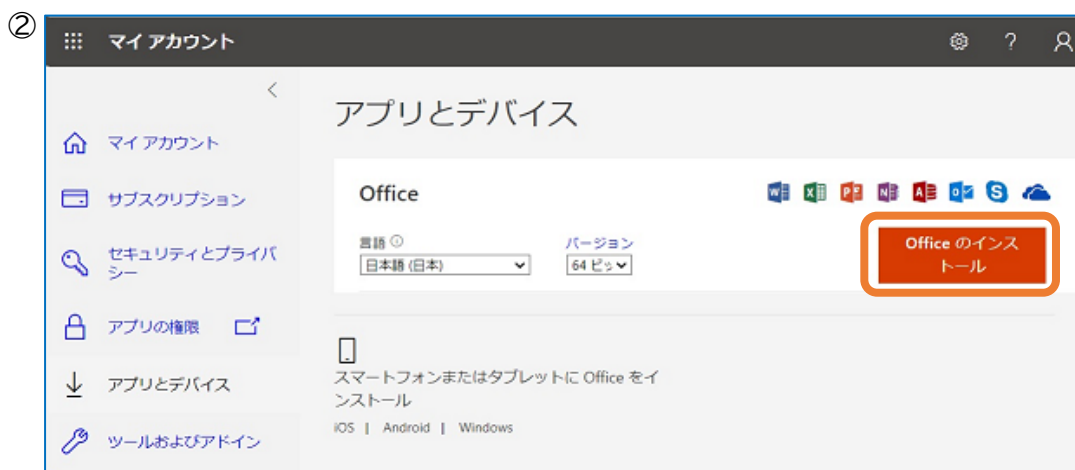 ②
マイ アカウント
?
アプリとデバイス
マイ アカウント
サブスクリプション
セキュリティとプライバ
シー
アプリの権限
アプリとデバイス
ツールおよびアドイン
Office
言語
日本語 (日本)
バージョン
64 ビッ
Office のインス
トール
スマートフォンまたはタブレットに Office をイ
ンストール
iOS | Android | Windows